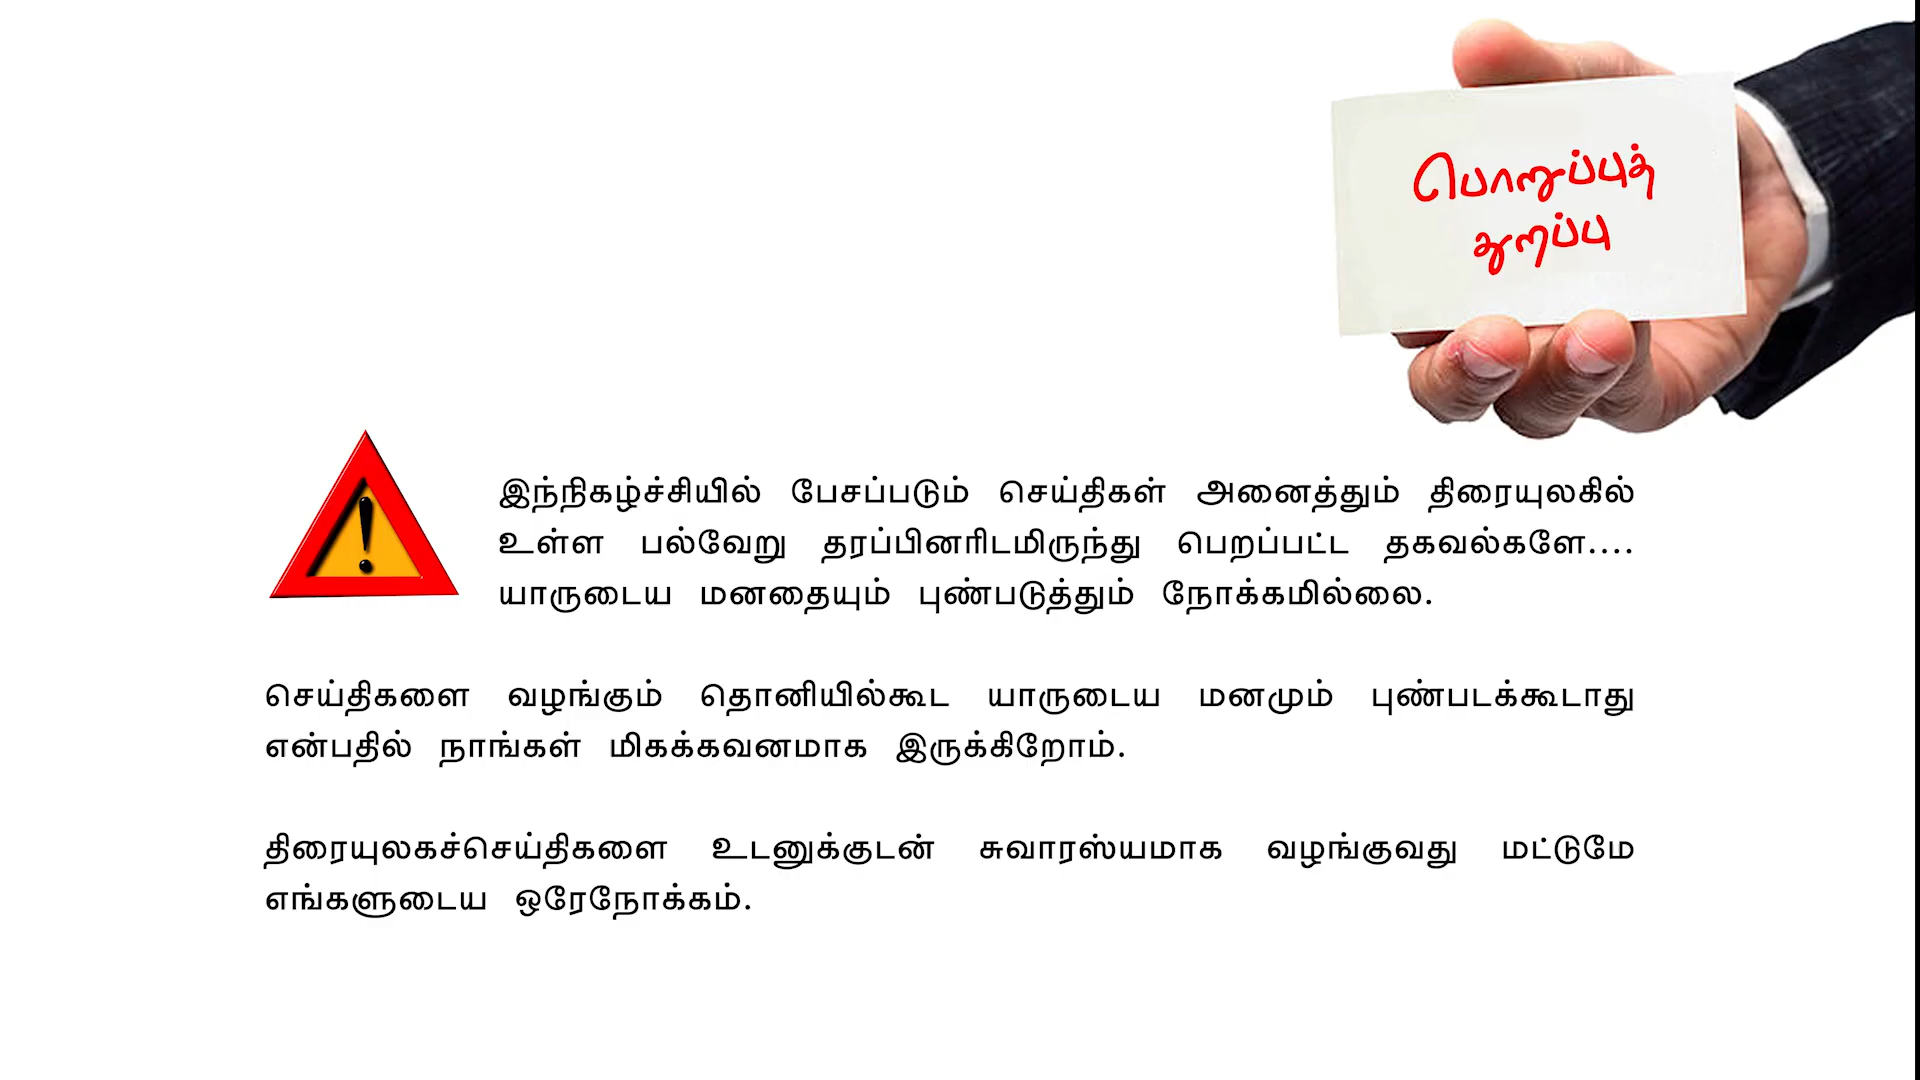 பொறுப்புத்
துறப்பு
இந்நிகழ்ச்சியில் பேசப்படும் செய்திகள் அனைத்தும் திரையுலகில்
உள்ள பல்வேறு தரப்பினரிடமிருந்து பெறப்பட்ட தகவல்களே....
யாருடைய மனதையும் புண்படுத்தும் நோக்கமில்லை.
செய்திகளை வழங்கும் தொனியில்கூட யாருடைய மனமும் புண்படக்கூடாது
என்பதில் நாங்கள் மிகக்கவனமாக இருக்கிறோம்.
திரையுலகச்செய்திகளை உடனுக்குடன் சுவாரஸ்யமாக வழங்குவது மட்டுமே
எங்களுடைய ஒரேநோக்கம்.